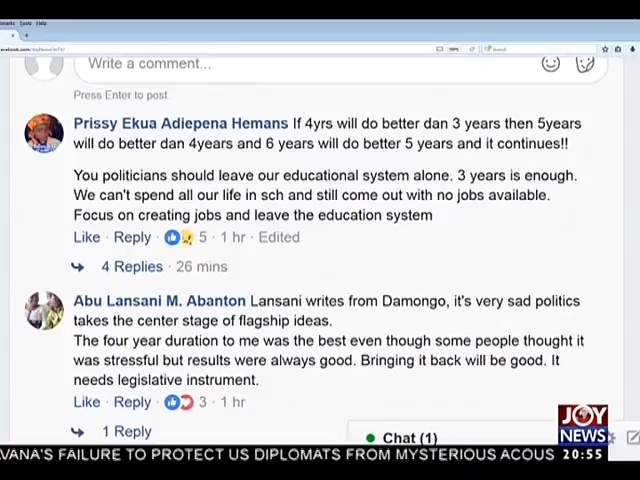 Tools Help
Search
Write a comment...
Press Enter to post
Prissy Ekua Adiepena Hemans If 4yrs will do better dan 3 years then 5years
will do better dan 4years and 6 years will do better 5 years and it continues!!
You politicians should leave our educational system alone. 3 years is enough.
We can't spend all our life in sch and still come out with no jobs available.
Focus on creating jobs and leave the education system
Like · Reply · 5 · 1 hr · Edited
4 Replies · 26 mins
Abu Lansani M. Abanton Lansani writes from Damongo, it's very sad politics
takes the center stage of flagship ideas.
The four year duration to me was the best even though some people thought it
was stressful but results were always good. Bringing it back will be good. It
needs legislative instrument.
Like · Reply · 3 · 1 hr
1 Reply
Chat (1)
JOY
NEWS
AVANA'S FAILURE TO PROTECT US DIPLOMATS FROM MYSTERIOUS ACOUS
20:55